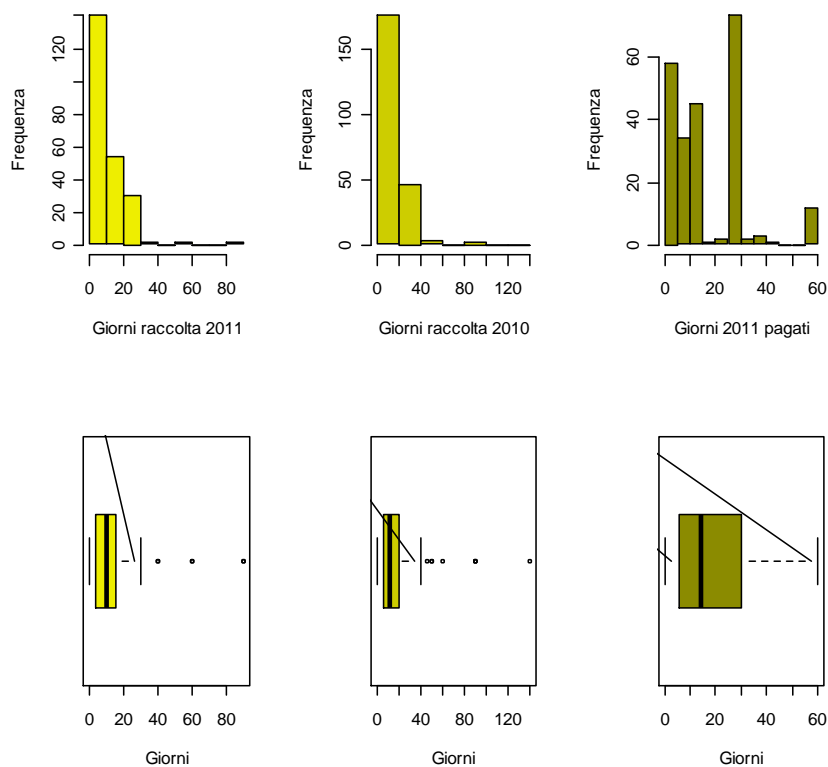 Frequenza
0 20 40 60 80 120
0 20 40 60 80
Giorni raccolta 2011
Frequenza
0 50 100 150
0 40 80 120
Giorni raccolta 2010
Frequenza
0 20 40 60
0 20 40 60
Giorni 2011 pagati
0 20 40 60 80
Giorni
0 40 80 120
Giorni
0 20 40 60
Giorni